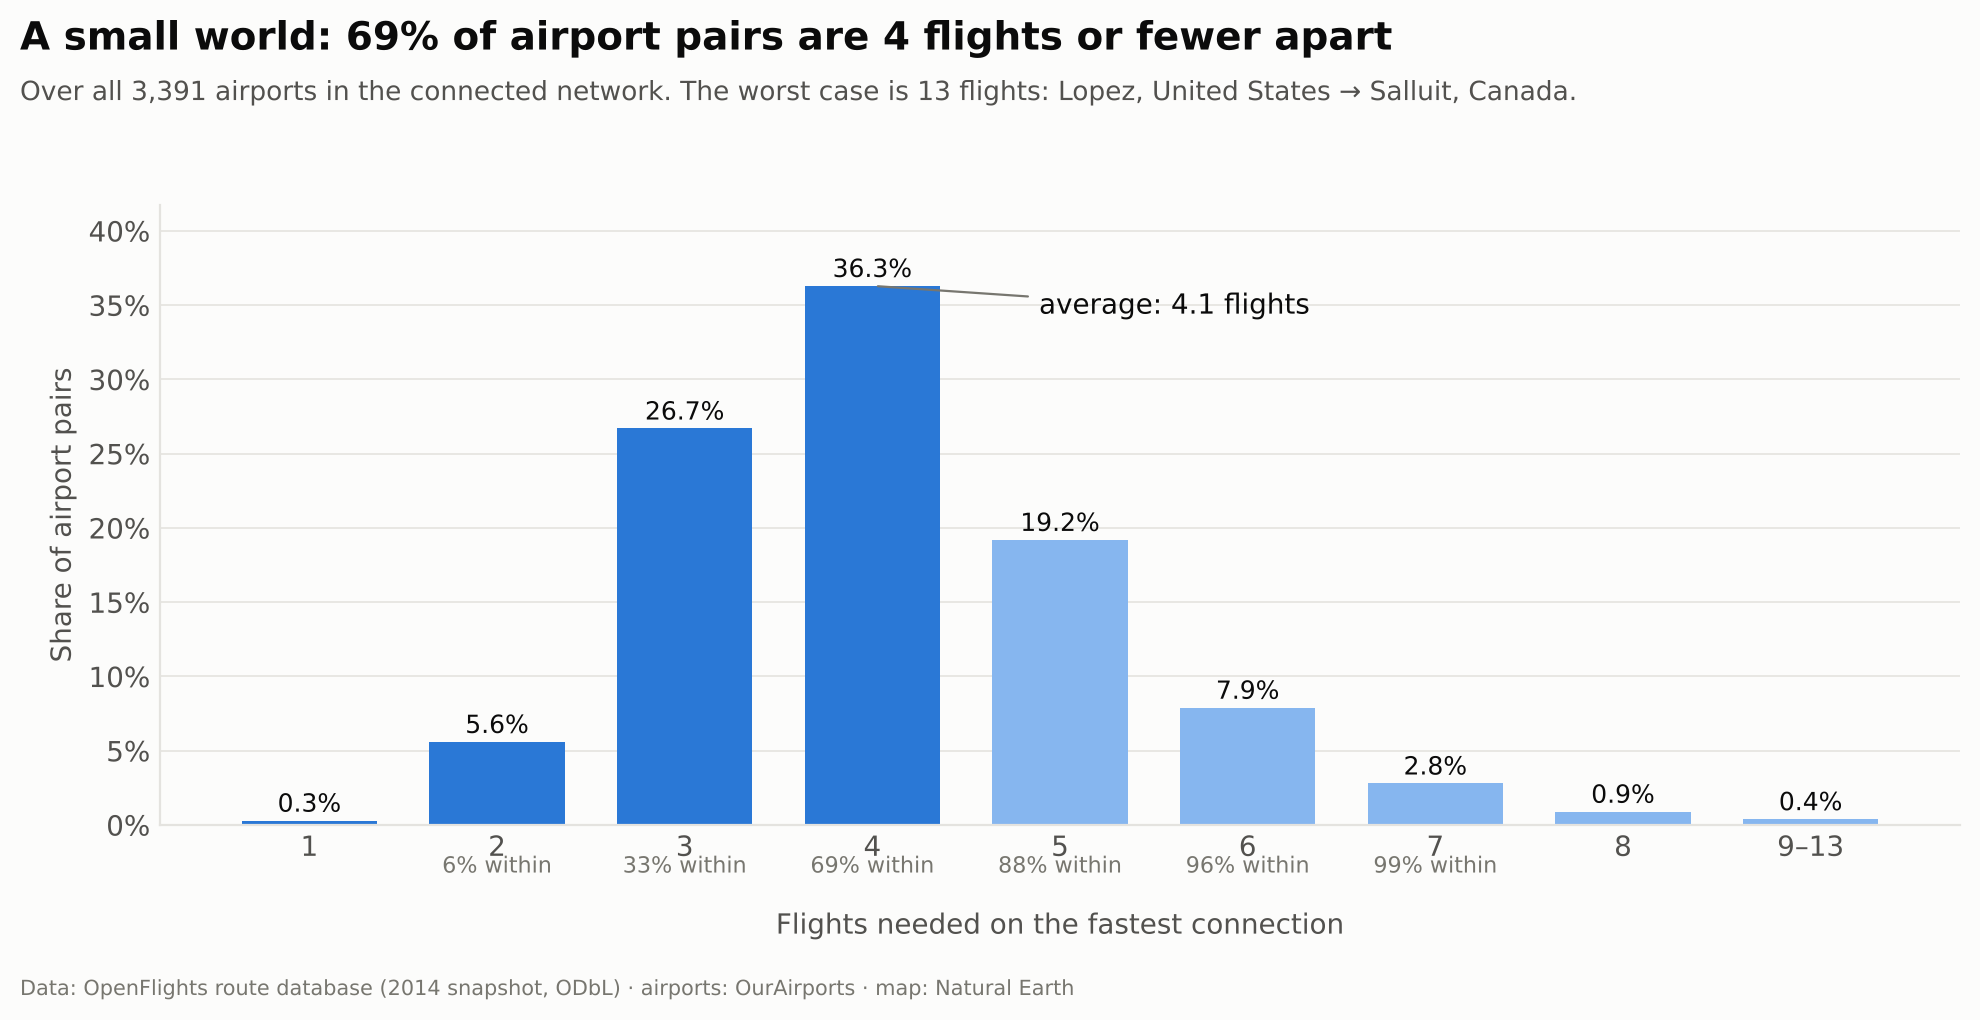 A small world: 69% of airport pairs are 4 flights or fewer apart
Over all 3,391 airports in the connected network. The worst case is 13 flights: Lopez, United States → Salluit, Canada.
40%
35%
30%
25%
20%
15%
10%
5%
0%
Share of airport pairs
0.3%
5.6%
26.7%
36.3%
19.2%
7.9%
2.8%
0.9%
0.4%
average: 4.1 flights
1
2
3
4
5
6
7
8
9–13
6% within
33% within
69% within
88% within
96% within
99% within
Flights needed on the fastest connection
Data: OpenFlights route database (2014 snapshot, ODbL) · airports: OurAirports · map: Natural Earth